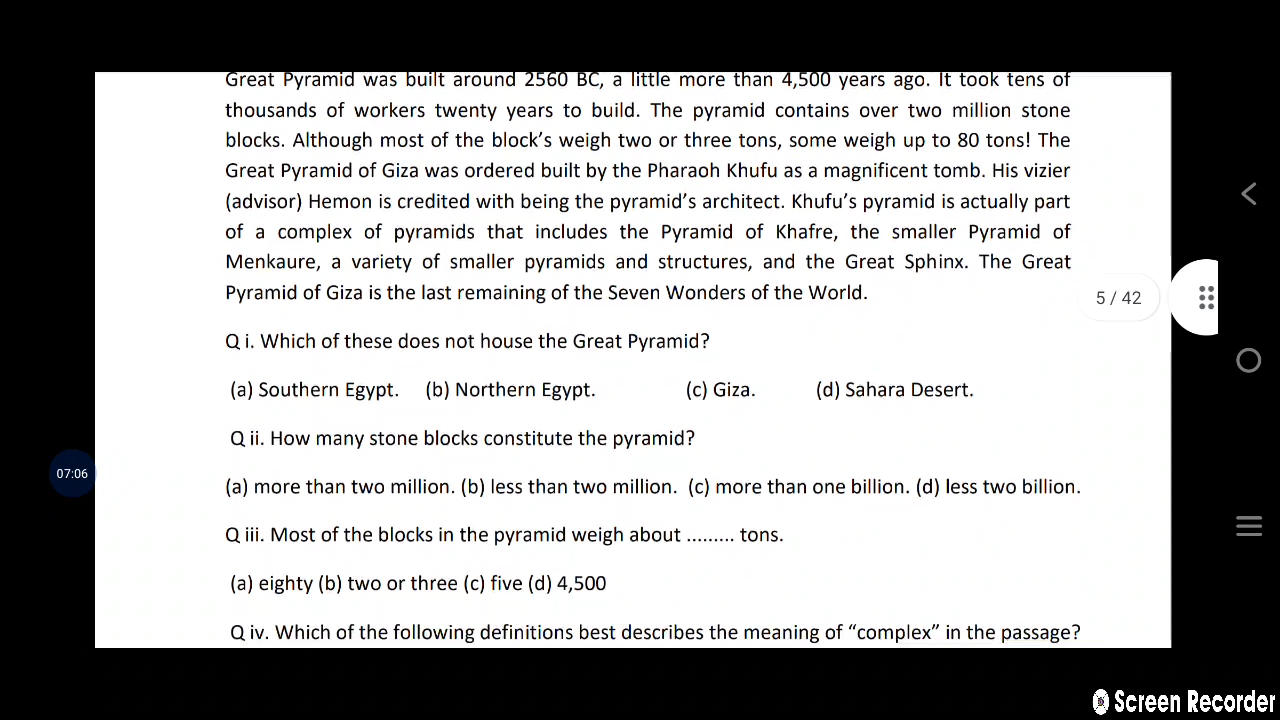 Great Pyramid was built around 2560 BC, a little more than 4,500 years ago. It took tens of
thousands of workers twenty years to build. The pyramid contains over two million stone
blocks. Although most of the block's weigh two or three tons, some weigh up to 80 tons! The
Great Pyramid of Giza was ordered built by the Pharaoh Khufu as a magnificent tomb. His vizier
(advisor) Hemon is credited with being the pyramid's architect. Khufu's pyramid is actually part
of a complex of pyramids that includes the Pyramid of Khafre, the smaller Pyramid of
Menkaure, a variety of smaller pyramids and structures, and the Great Sphinx. The Great
Pyramid of Giza is the last remaining of the Seven Wonders of the World.
5 / 42
Q i. Which of these does not house the Great Pyramid?
(a) Southern Egypt. (b) Northern Egypt. (c) Giza. (d) Sahara Desert.
Q ii. How many stone blocks constitute the pyramid?
07:06
(a) more than two million. (b) less than two million. (c) more than one billion. (d) less two billion.
Q iii. Most of the blocks in the pyramid weigh about ......... tons.
(a) eighty (b) two or three (c) five (d) 4,500
Q iv. Which of the following definitions best describes the meaning of “complex” in the passage?
Screen Recorder